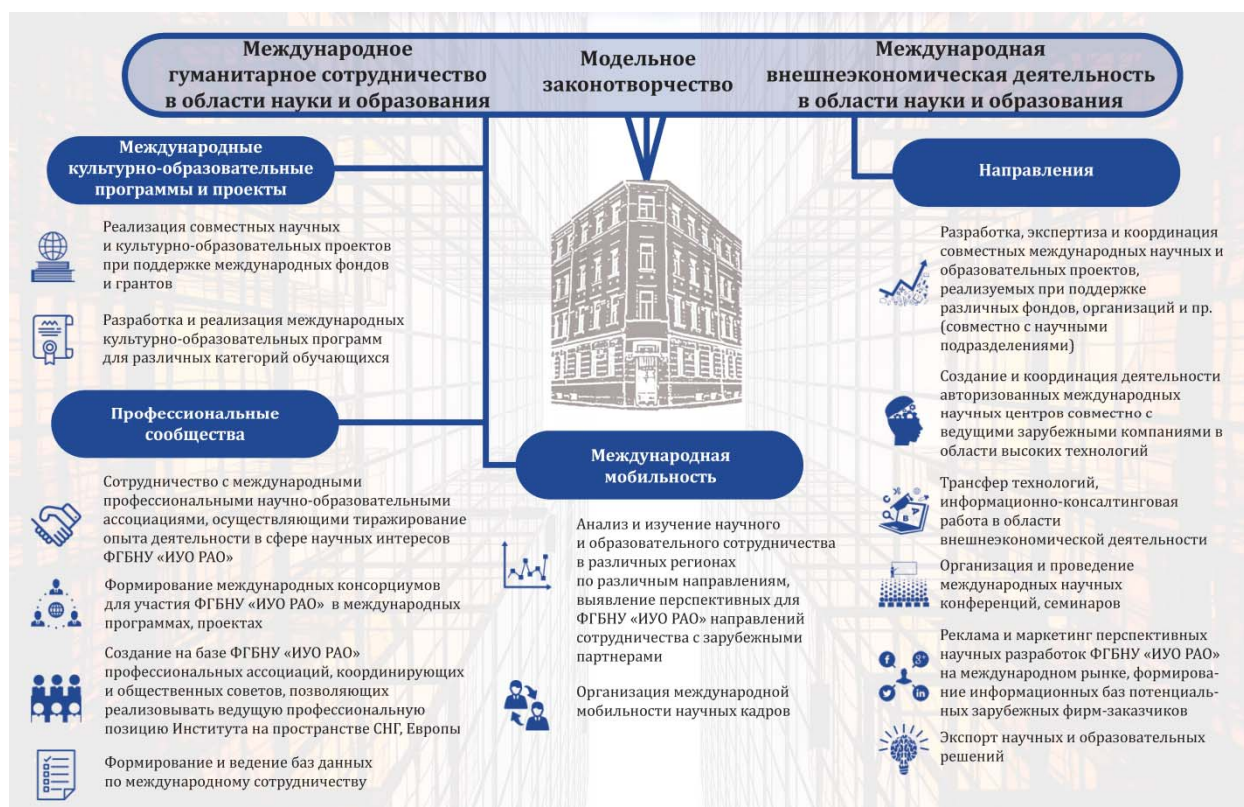 Международное
гуманитарное сотрудничество
в области науки и образования
Модельное
законотворчество
Международная
внешнеэкономическая деятельность
в области науки и образования
Международные
культурно-образовательные
программы и проекты
Реализация совместных научных
и культурно-образовательных проектов
при поддержке международных фондов
и грантов
Разработка и реализация международных
культурно-образовательных программ
для различных категорий обучающихся
Профессиональные
сообщества
Сотрудничество с международными
профессиональными научно-образовательными
ассоциациями, осуществляющими тиражирование
опыта деятельности в сфере научных интересов
ФГБНУ «ИУО РАО»
Формирование международных консорциумов
для участия ФГБНУ «ИУО РАО» в международных
программах, проектах
Создание на базе ФГБНУ «ИУО РАО»
профессиональных ассоциаций, координирующих
и общественных советов, позволяющих
реализовывать ведущую профессиональную
позицию Института на пространстве СНГ, Европы
Формирование и ведение баз данных
по международному сотрудничеству
Международная
мобильность
Анализ и изучение научного
и образовательного сотрудничества
в различных регионах
по различным направлениям,
выявление перспективных для
ФГБНУ «ИУО РАО» направлений
сотрудничества с зарубежными
партнерами
Организация международной
мобильности научных кадров
Направления
Разработка, экспертиза и координация
совместных международных научных и
образовательных проектов,
реализуемых при поддержке
различных фондов, организаций и пр.
(совместно с научными
подразделениями)
Создание и координация деятельности
авторизованных международных
научных центров совместно с
ведущими зарубежными компаниями в
области высоких технологий
Трансфер технологий,
информационно-консалтинговая
работа в области
внешнеэкономической деятельности
Организация и проведение
международных научных
конференций, семинаров
Реклама и маркетинг перспективных
научных разработок ФГБНУ «ИУО РАО»
на международном рынке, формирова-
ние информационных баз потенциаль-
ных зарубежных фирм-заказчиков
Экспорт научных и образовательных
решений